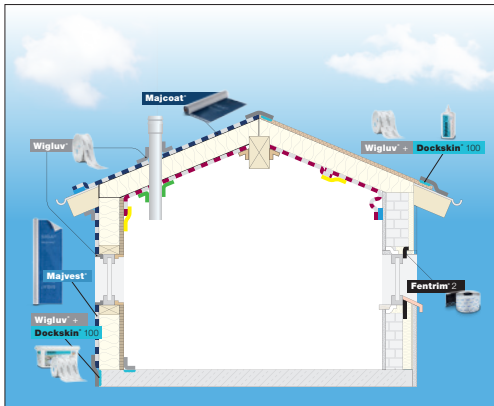 Majcoat®
Wigluv®
Wigluv® + Dockskin® 100
Majvest®
Fentrim® 2
Wigluv® +
Dockskin® 100